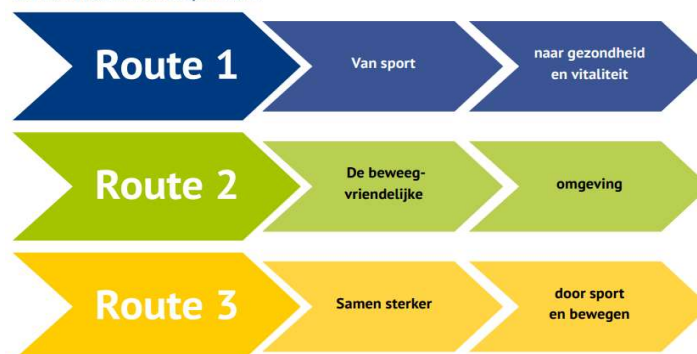 Route 1
Van sport
naar gezondheid
en vitaliteit
Route 2
De beweeg-
vriendelijke
omgeving
Route 3
Samen sterker
door sport
en bewegen